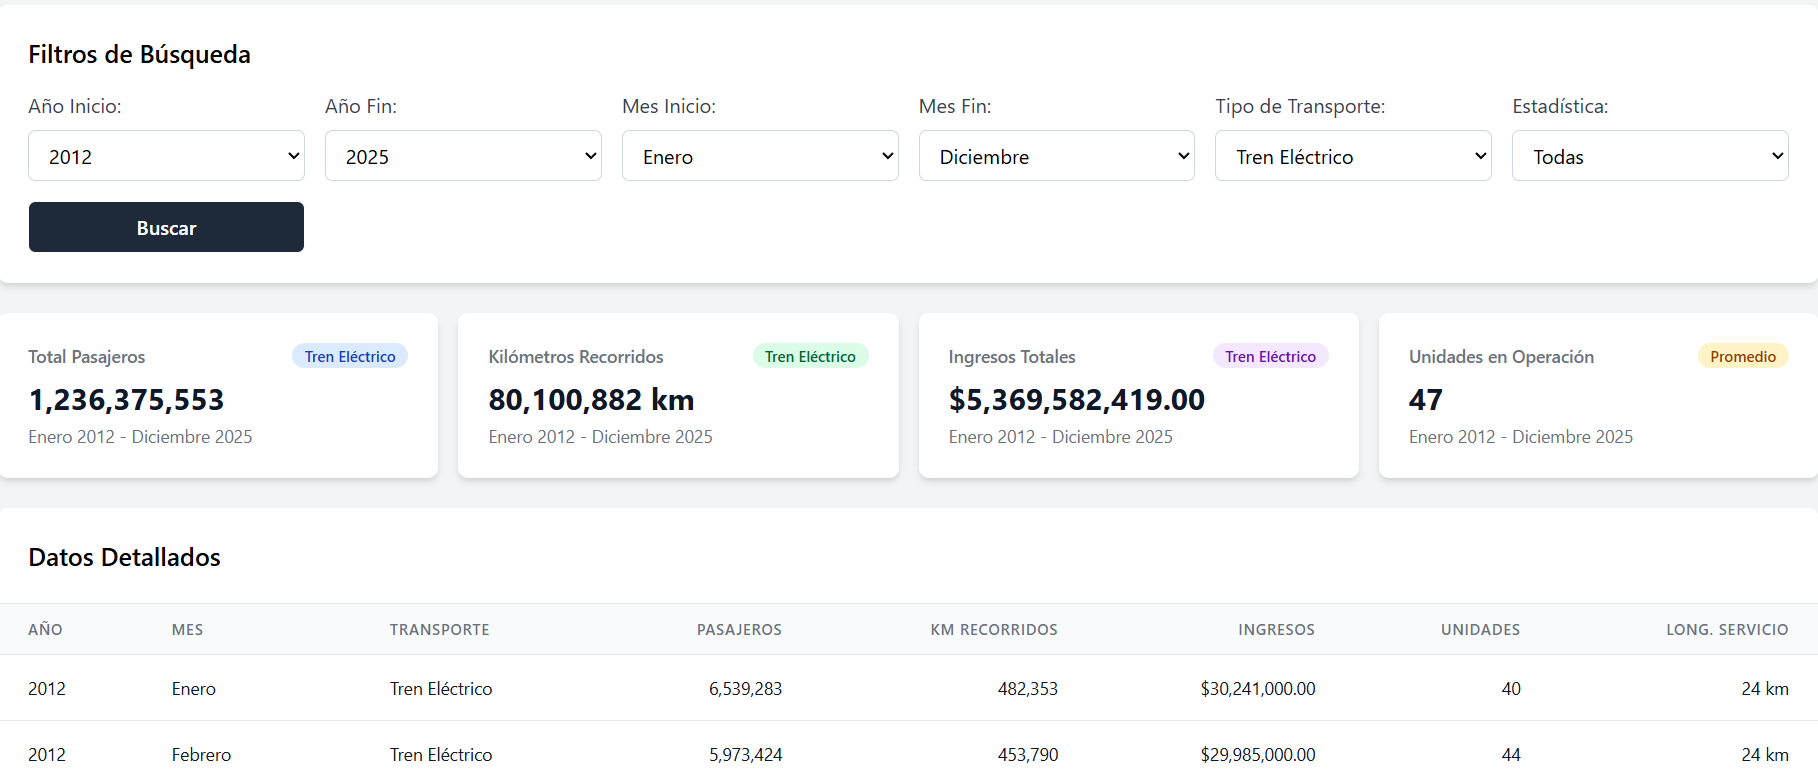 Filtros de Búsqueda
Año Inicio: Año Fin: Mes Inicio: Mes Fin: Tipo de Transporte: Estadística:
2012 2025 Enero Diciembre Tren Eléctrico Todas
Buscar
Total Pasajeros Tren Eléctrico Kilómetros Recorridos Tren Eléctrico Ingresos Totales Tren Eléctrico Unidades en Operación Promedio
1,236,375,553 80,100,882 km $5,369,582,419.00 47
Enero 2012 - Diciembre 2025 Enero 2012 - Diciembre 2025 Enero 2012 - Diciembre 2025 Enero 2012 - Diciembre 2025
Datos Detallados
AÑO MES TRANSPORTE PASAJEROS KM RECORRIDOS INGRESOS UNIDADES LONG. SERVICIO
2012 Enero Tren Eléctrico 6,539,283 482,353 $30,241,000.00 40 24 km
2012 Febrero Tren Eléctrico 5,973,424 453,790 $29,985,000.00 44 24 km